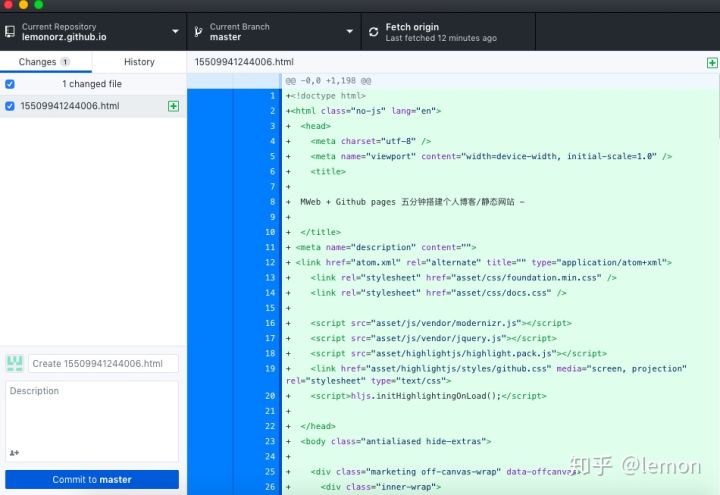 Current Repository
lemonorz.github.io
Current Branch
master
Fetch origin
Last fetched 12 minutes ago
Changes 1
History
1 changed file
15509941244006.html
Create 15509941244006.html
Description
Commit to master
15509941244006.html
@@ -0,0 +1,198 @@
1 +<!doctype html>
2 +<html class="no-js" lang="en">
3 + <head>
4 + <meta charset="utf-8" />
5 + <meta name="viewport" content="width=device-width, initial-scale=1.0" />
6 + <title>
7 +
8 + MWeb + Github pages 五分钟搭建个人博客/静态网站 -
9 +
10 + </title>
11 + <meta name="description" content="">
12 + <link href="atom.xml" rel="alternate" title="" type="application/atom+xml">
13 + <link rel="stylesheet" href="asset/css/foundation.min.css" />
14 + <link rel="stylesheet" href="asset/css/docs.css" />
15 +
16 + <script src="asset/js/vendor/modernizr.js"></script>
17 + <script src="asset/js/vendor/jquery.js"></script>
18 + <script src="asset/highlightjs/highlight.pack.js"></script>
19 + <link href="asset/highlightjs/styles/github.css" media="screen, projection"
rel="stylesheet" type="text/css">
20 + <script>hljs.initHighlightingOnLoad();</script>
21 +
22 + </head>
23 + <body class="antialiased hide-extras">
24 +
25 + <div class="marketing off-canvas-wrap" data-offcanvas>
26 + <div class="inner-wrap">
知乎 @lemon